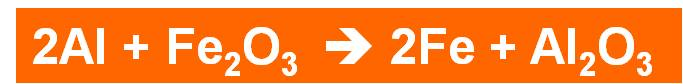 2Al + Fe₂O₃ ➔ 2Fe + Al₂O₃